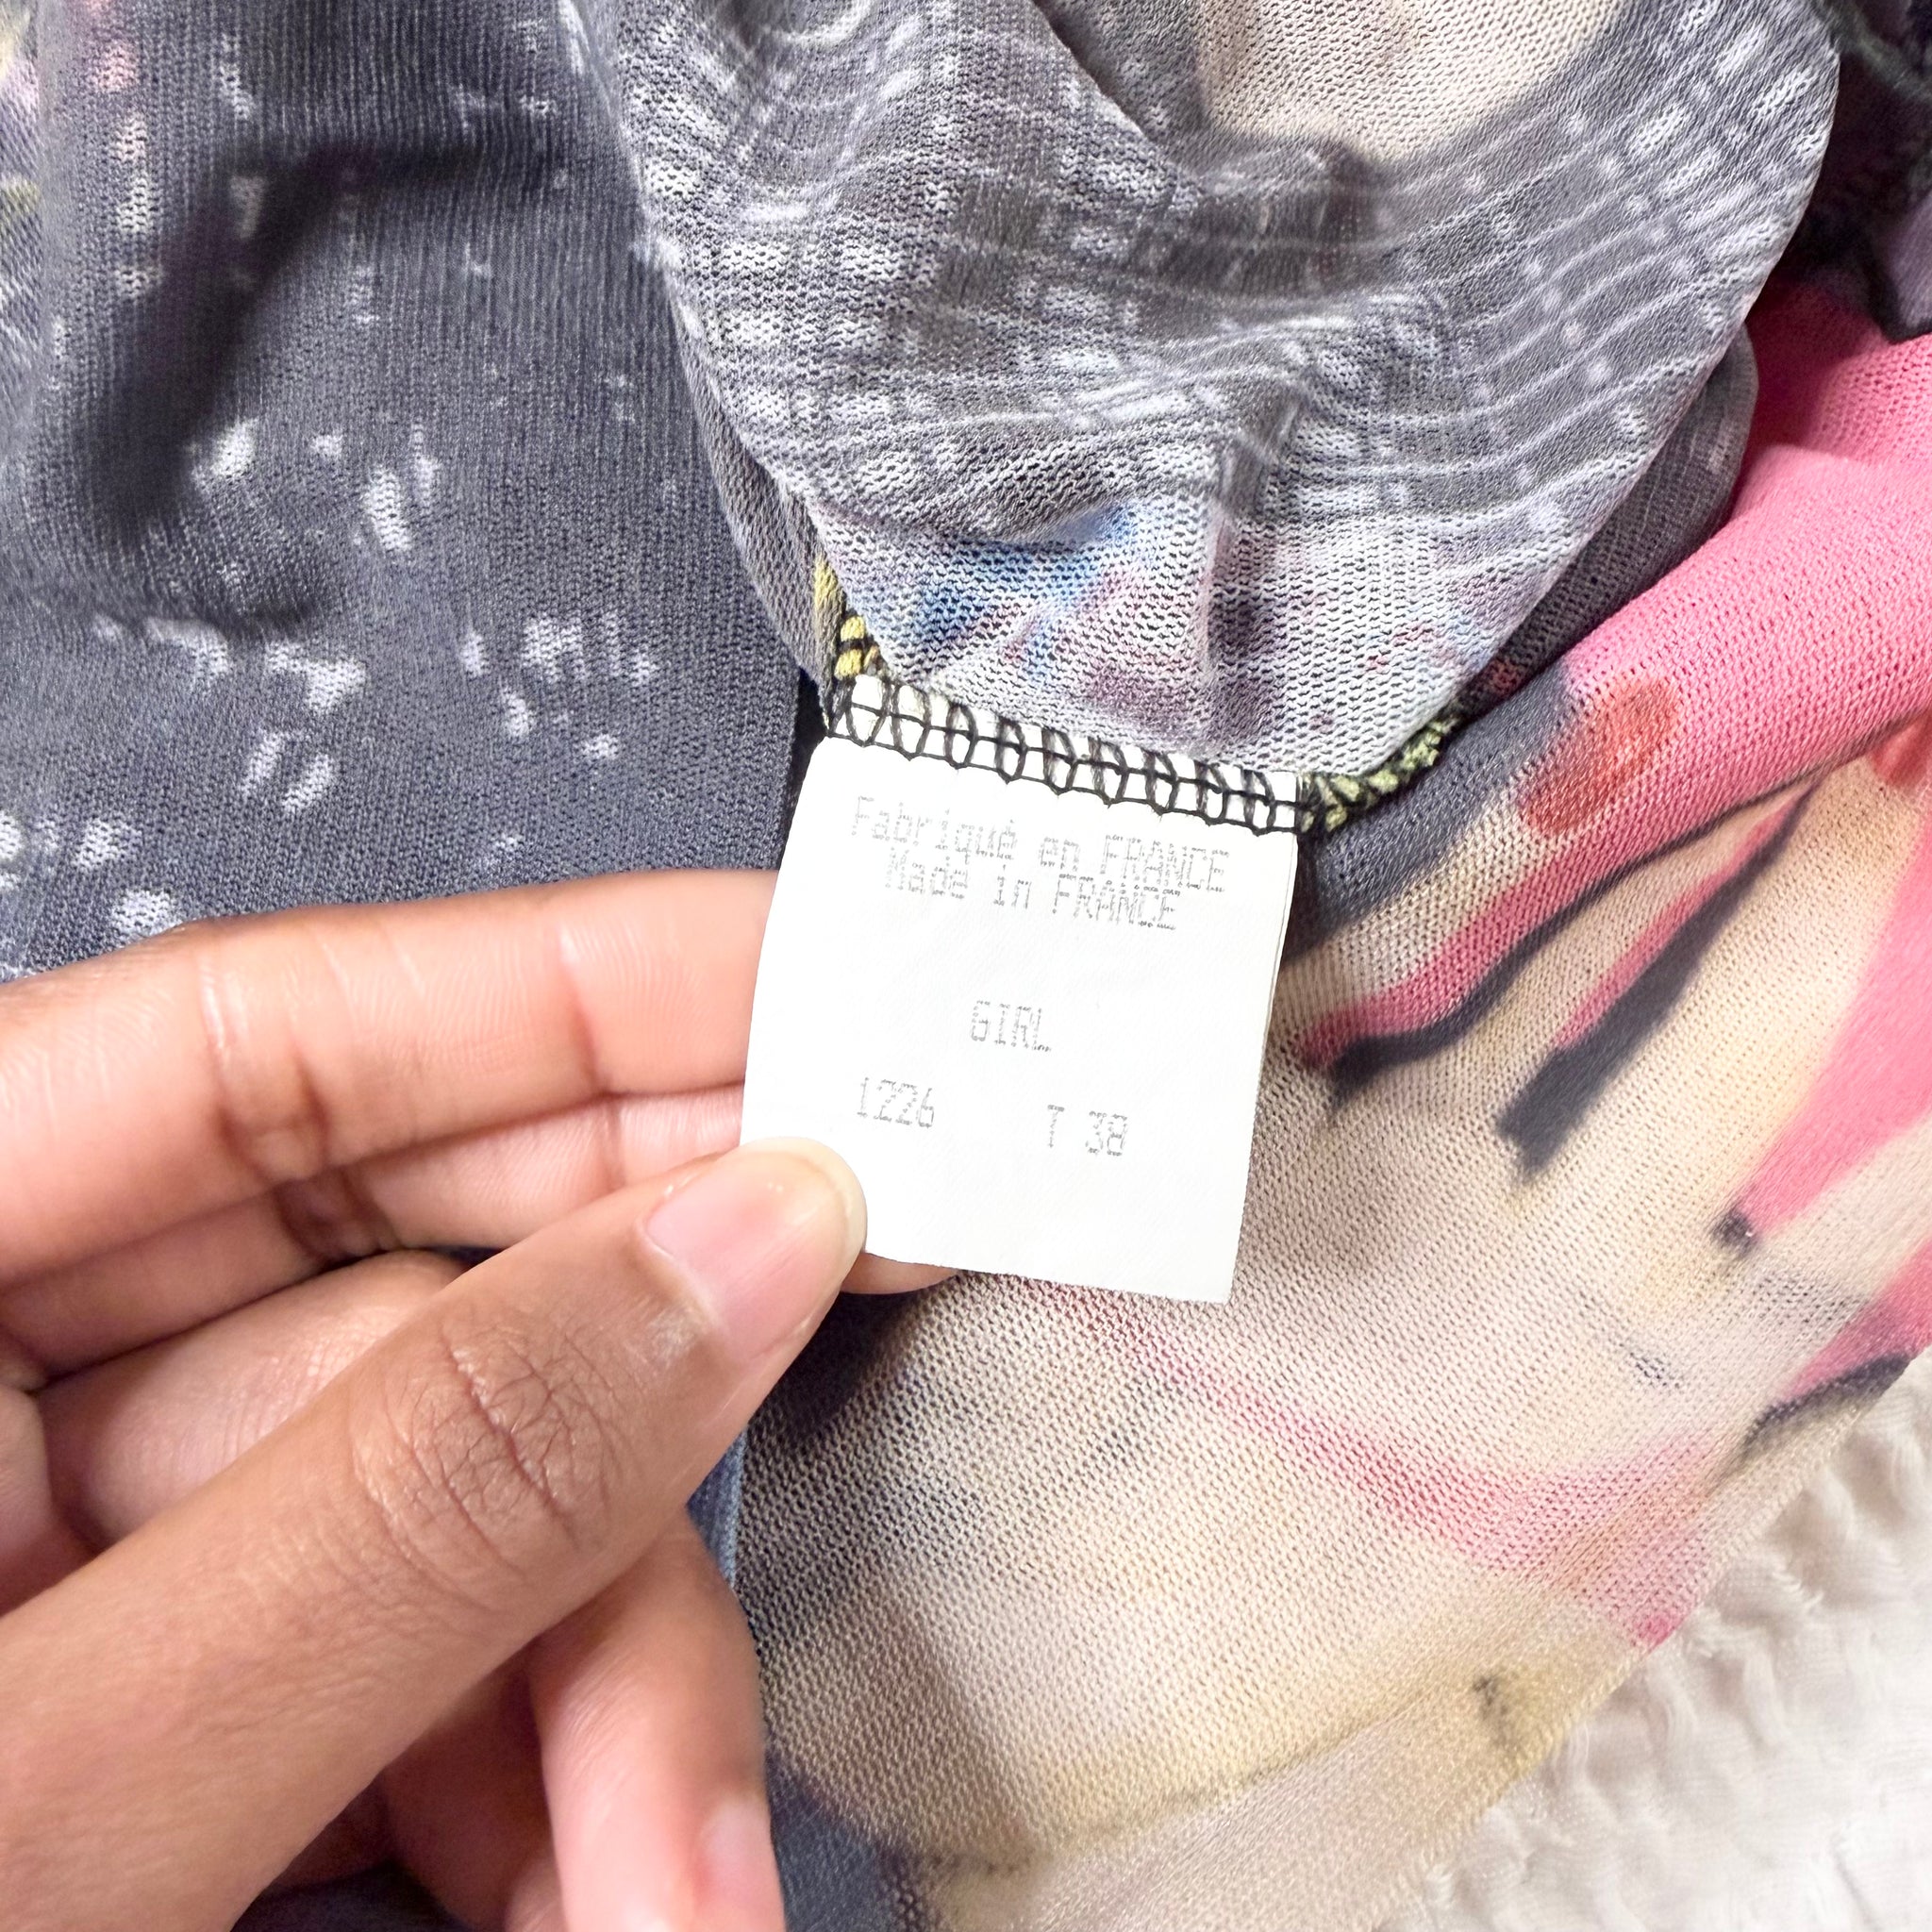 Fabriqué en FRANCE
Made in FRANCE
GIRL
1226 T 38